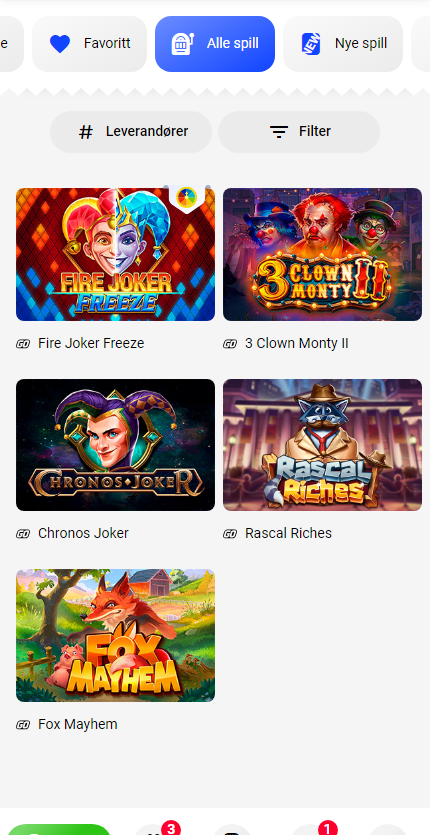 e
Favoritt
Alle spill
NEW
Nye spill
# Leverandører
Filter
FIRE JOKER
FREEZE
Fire Joker Freeze
3 CLOWN
MONTY II
3 Clown Monty II
CHRONOS JOKER
Chronos Joker
Rascal
Riches
Rascal Riches
FOX
MAYHEM
Fox Mayhem
3
1